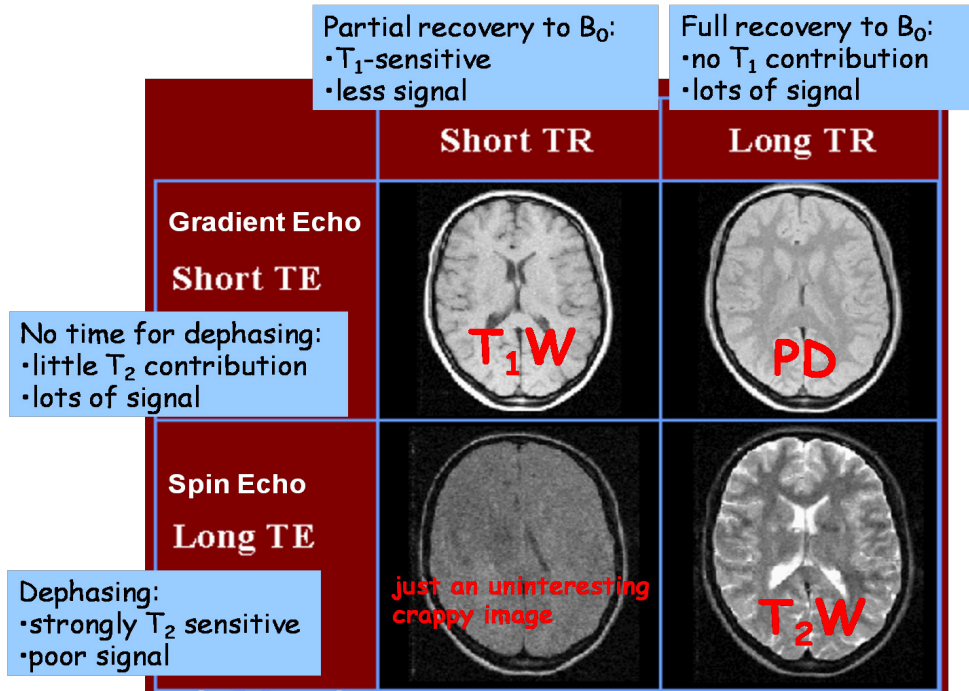 Partial recovery to B₀:
•T₁-sensitive
•less signal
Full recovery to B₀:
•no T₁ contribution
•lots of signal
Short TR
Long TR
Gradient Echo
Short TE
T₁W
PD
No time for dephasing:
•little T₂ contribution
•lots of signal
Spin Echo
Long TE
just an uninteresting
crappy image
T₂W
Dephasing:
•strongly T₂ sensitive
•poor signal